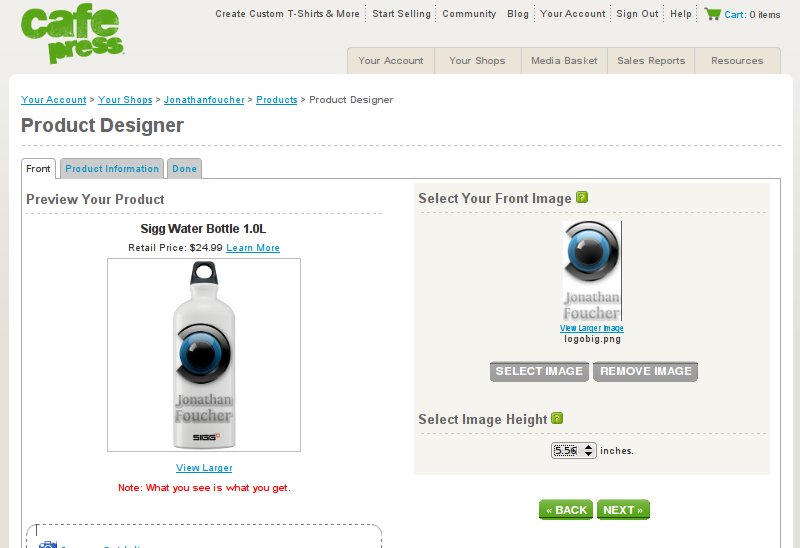 cafe
press
Create Custom T-Shirts & More Start Selling Community Blog Your Account Sign Out Help Cart: 0 items
Your Account Your Shops Media Basket Sales Reports Resources
Your Account > Your Shops > Jonathanfoucher > Products > Product Designer
Product Designer
Front Product Information Done
Preview Your Product
Sigg Water Bottle 1.0L
Retail Price: $24.99 Learn More
Jonathan
Foucher
SIGG
View Larger
Note: What you see is what you get.
Select Your Front Image ?
Jonathan
Foucher
View Larger Image
logobig.png
SELECT IMAGE REMOVE IMAGE
Select Image Height ?
5.56 inches.
« BACK NEXT »